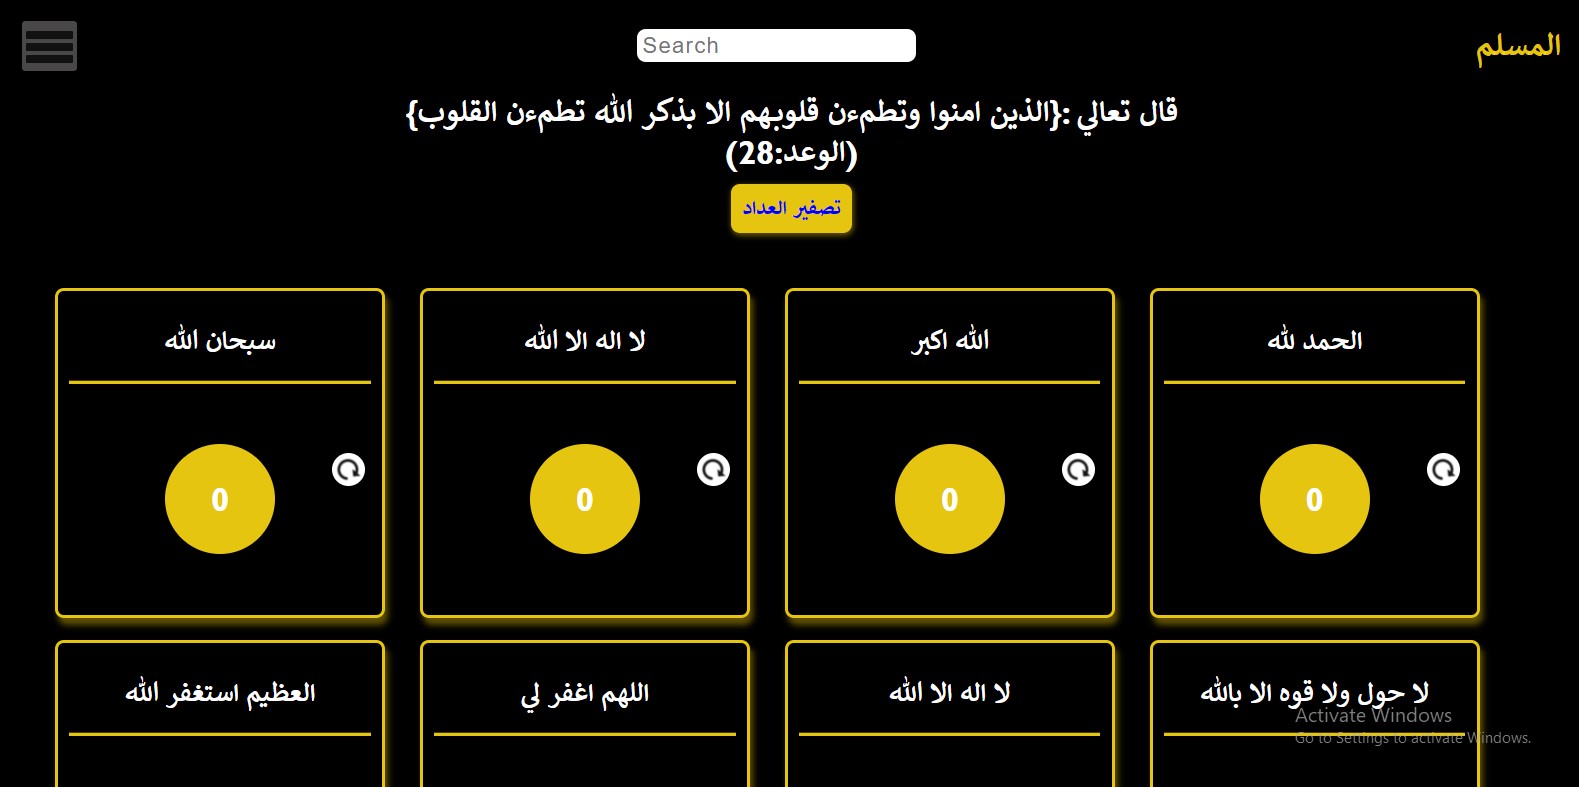 المسلم
Search
قال تعالي :{الذين امنوا وتطمءن قلوبهم الا بذكر الله تطمءن القلوب}
(الوعد:28)
تصفير العداد
الحمد لله
الله اكبر
لا اله الا الله
سبحان الله
0
0
0
0
لا حول ولا قوه الا بالله
لا اله الا الله
اللهم اغفر لي
العظيم استغفر الله
Activate Windows
Go to Settings to activate Windows.